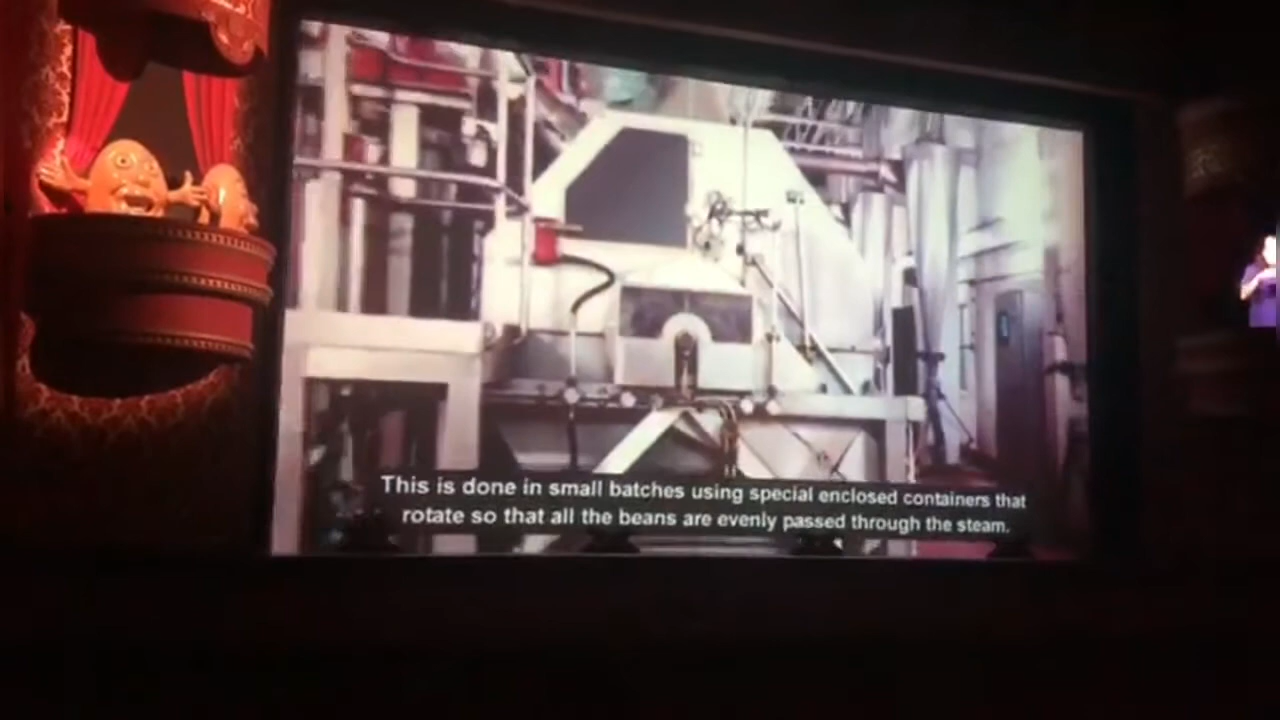 This is done in small batches using special enclosed containers that
rotate so that all the beans are evenly passed through the steam.